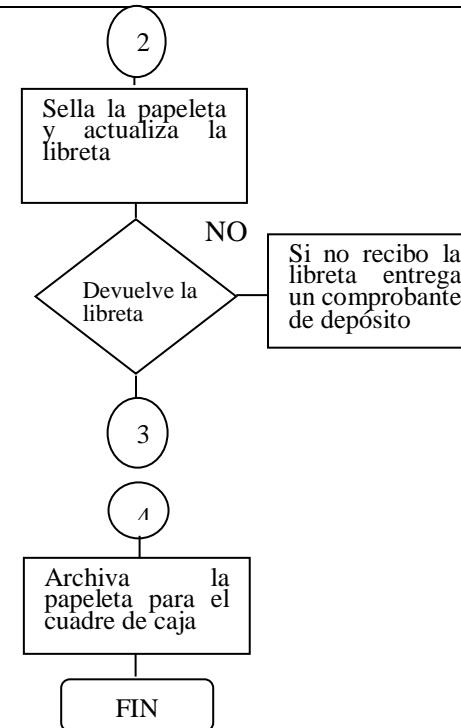 2
Sella la papeleta
y actualiza la
libreta
NO
Devuelve la
libreta
Si no recibo la
libreta entrega
un comprobante
de depósito
3
4
Archiva la
papeleta para el
cuadre de caja
FIN